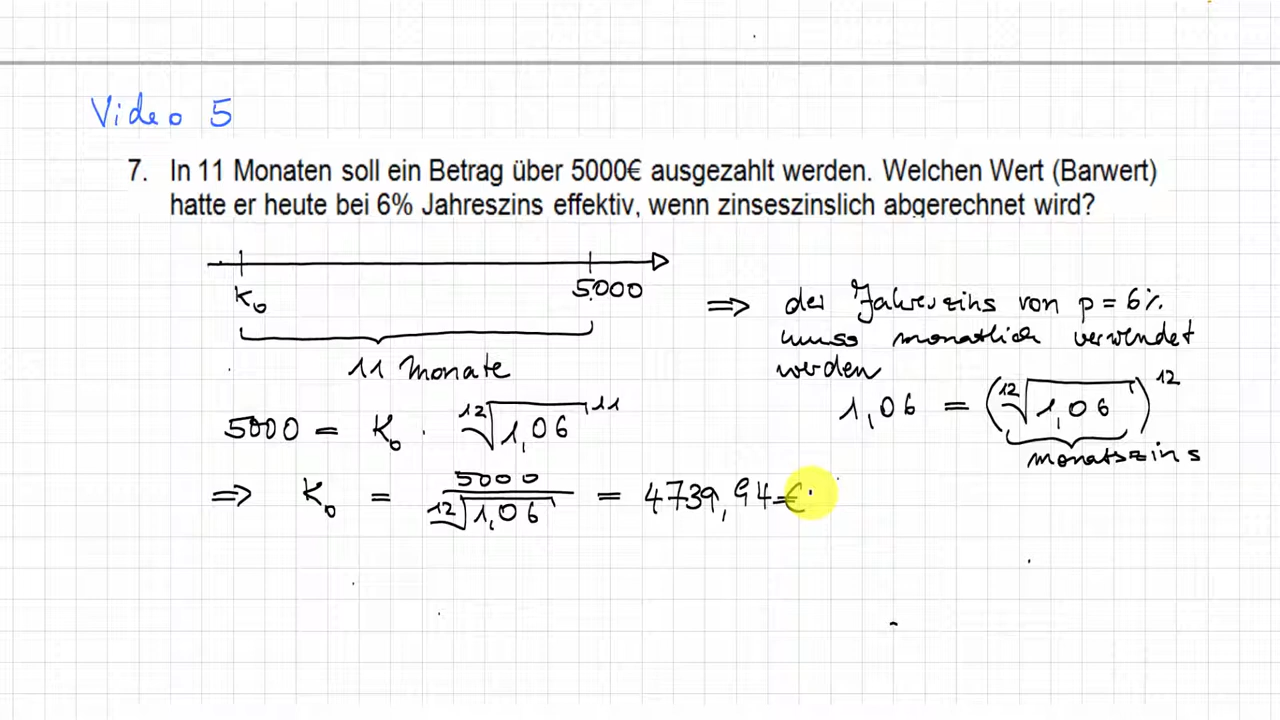 Video 5
7. In 11 Monaten soll ein Betrag über 5000€ ausgezahlt werden. Welchen Wert (Barwert)
hatte er heute bei 6% Jahreszins effektiv, wenn zinseszinslich abgerechnet wird?
K₀ 5000
11 Monate
=> der Jahreszins von p = 6%
muss monatlich verwendet
werden
1,06 = (¹²√1,06)¹²
Monatszins
5000 = K₀ · ¹²√1,06¹¹
=> K₀ = 5000 / ¹²√1,06 = 4739,94€